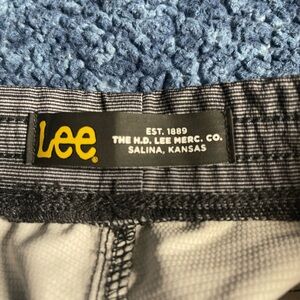 Lee®
EST. 1889
THE H.D. LEE MERC. CO.
SALINA, KANSAS